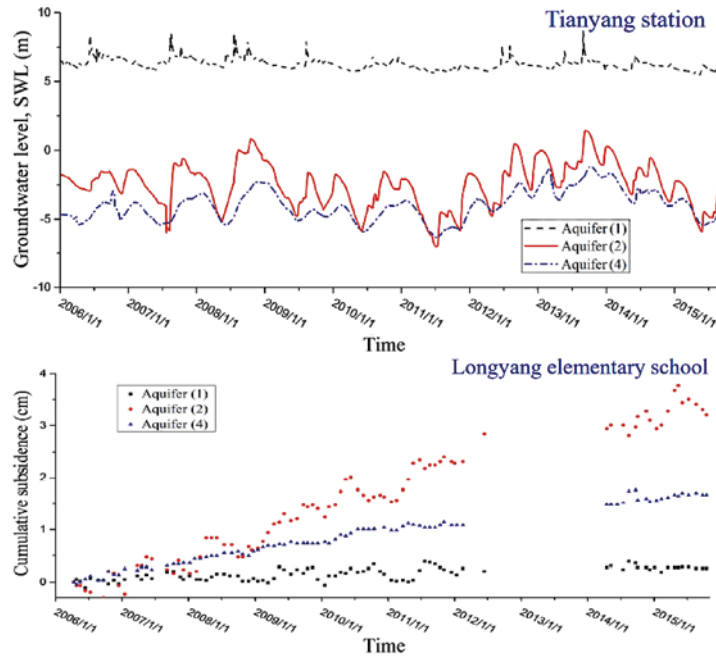 Tianyang station
Groundwater level, SWL (m)
10
5
0
-5
-10
Aquifer (1)
Aquifer (2)
Aquifer (4)
2006/1/1
2007/1/1
2008/1/1
2009/1/1
2010/1/1
2011/1/1
2012/1/1
2013/1/1
2014/1/1
2015/1/1
Time
Longyang elementary school
Cumulative subsidence (cm)
4
3
2
1
0
Aquifer (1)
Aquifer (2)
Aquifer (4)
2006/1/1
2007/1/1
2008/1/1
2009/1/1
2010/1/1
2011/1/1
2012/1/1
2013/1/1
2014/1/1
2015/1/1
Time